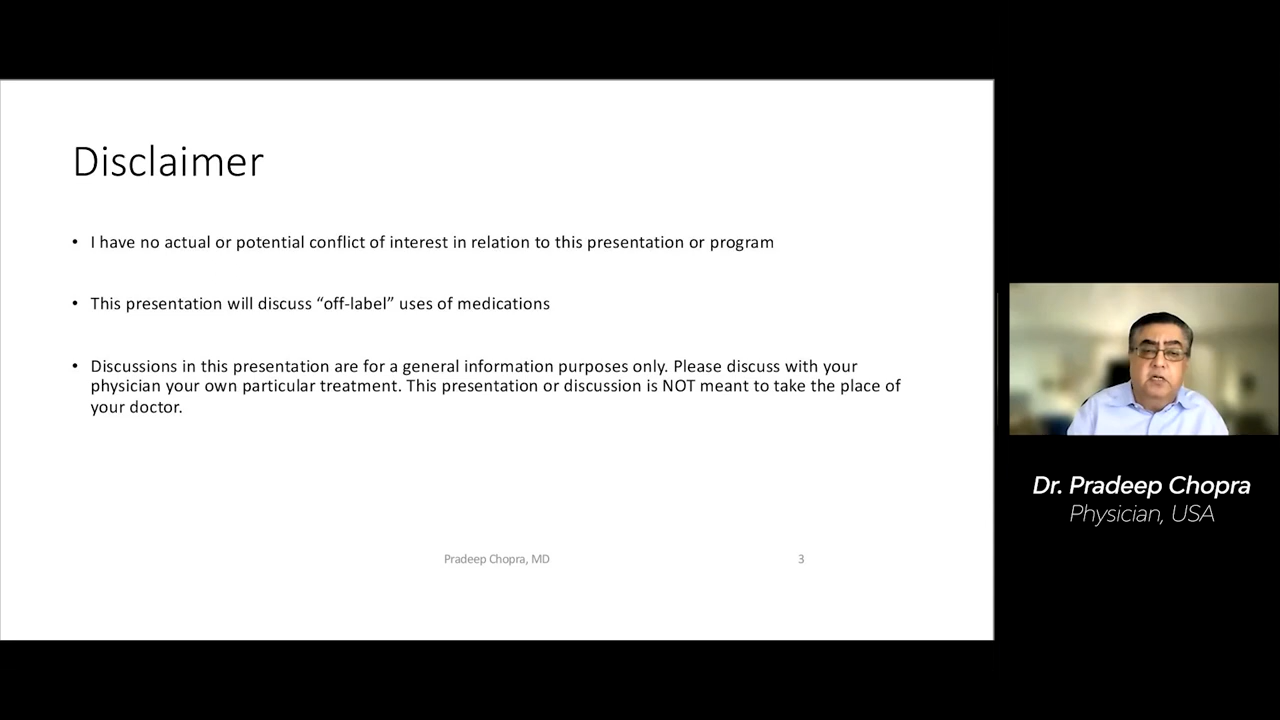 Disclaimer
• I have no actual or potential conflict of interest in relation to this presentation or program
• This presentation will discuss “off-label” uses of medications
• Discussions in this presentation are for a general information purposes only. Please discuss with your
physician your own particular treatment. This presentation or discussion is NOT meant to take the place of
your doctor.
Pradeep Chopra, MD
3
Dr. Pradeep Chopra
Physician, USA